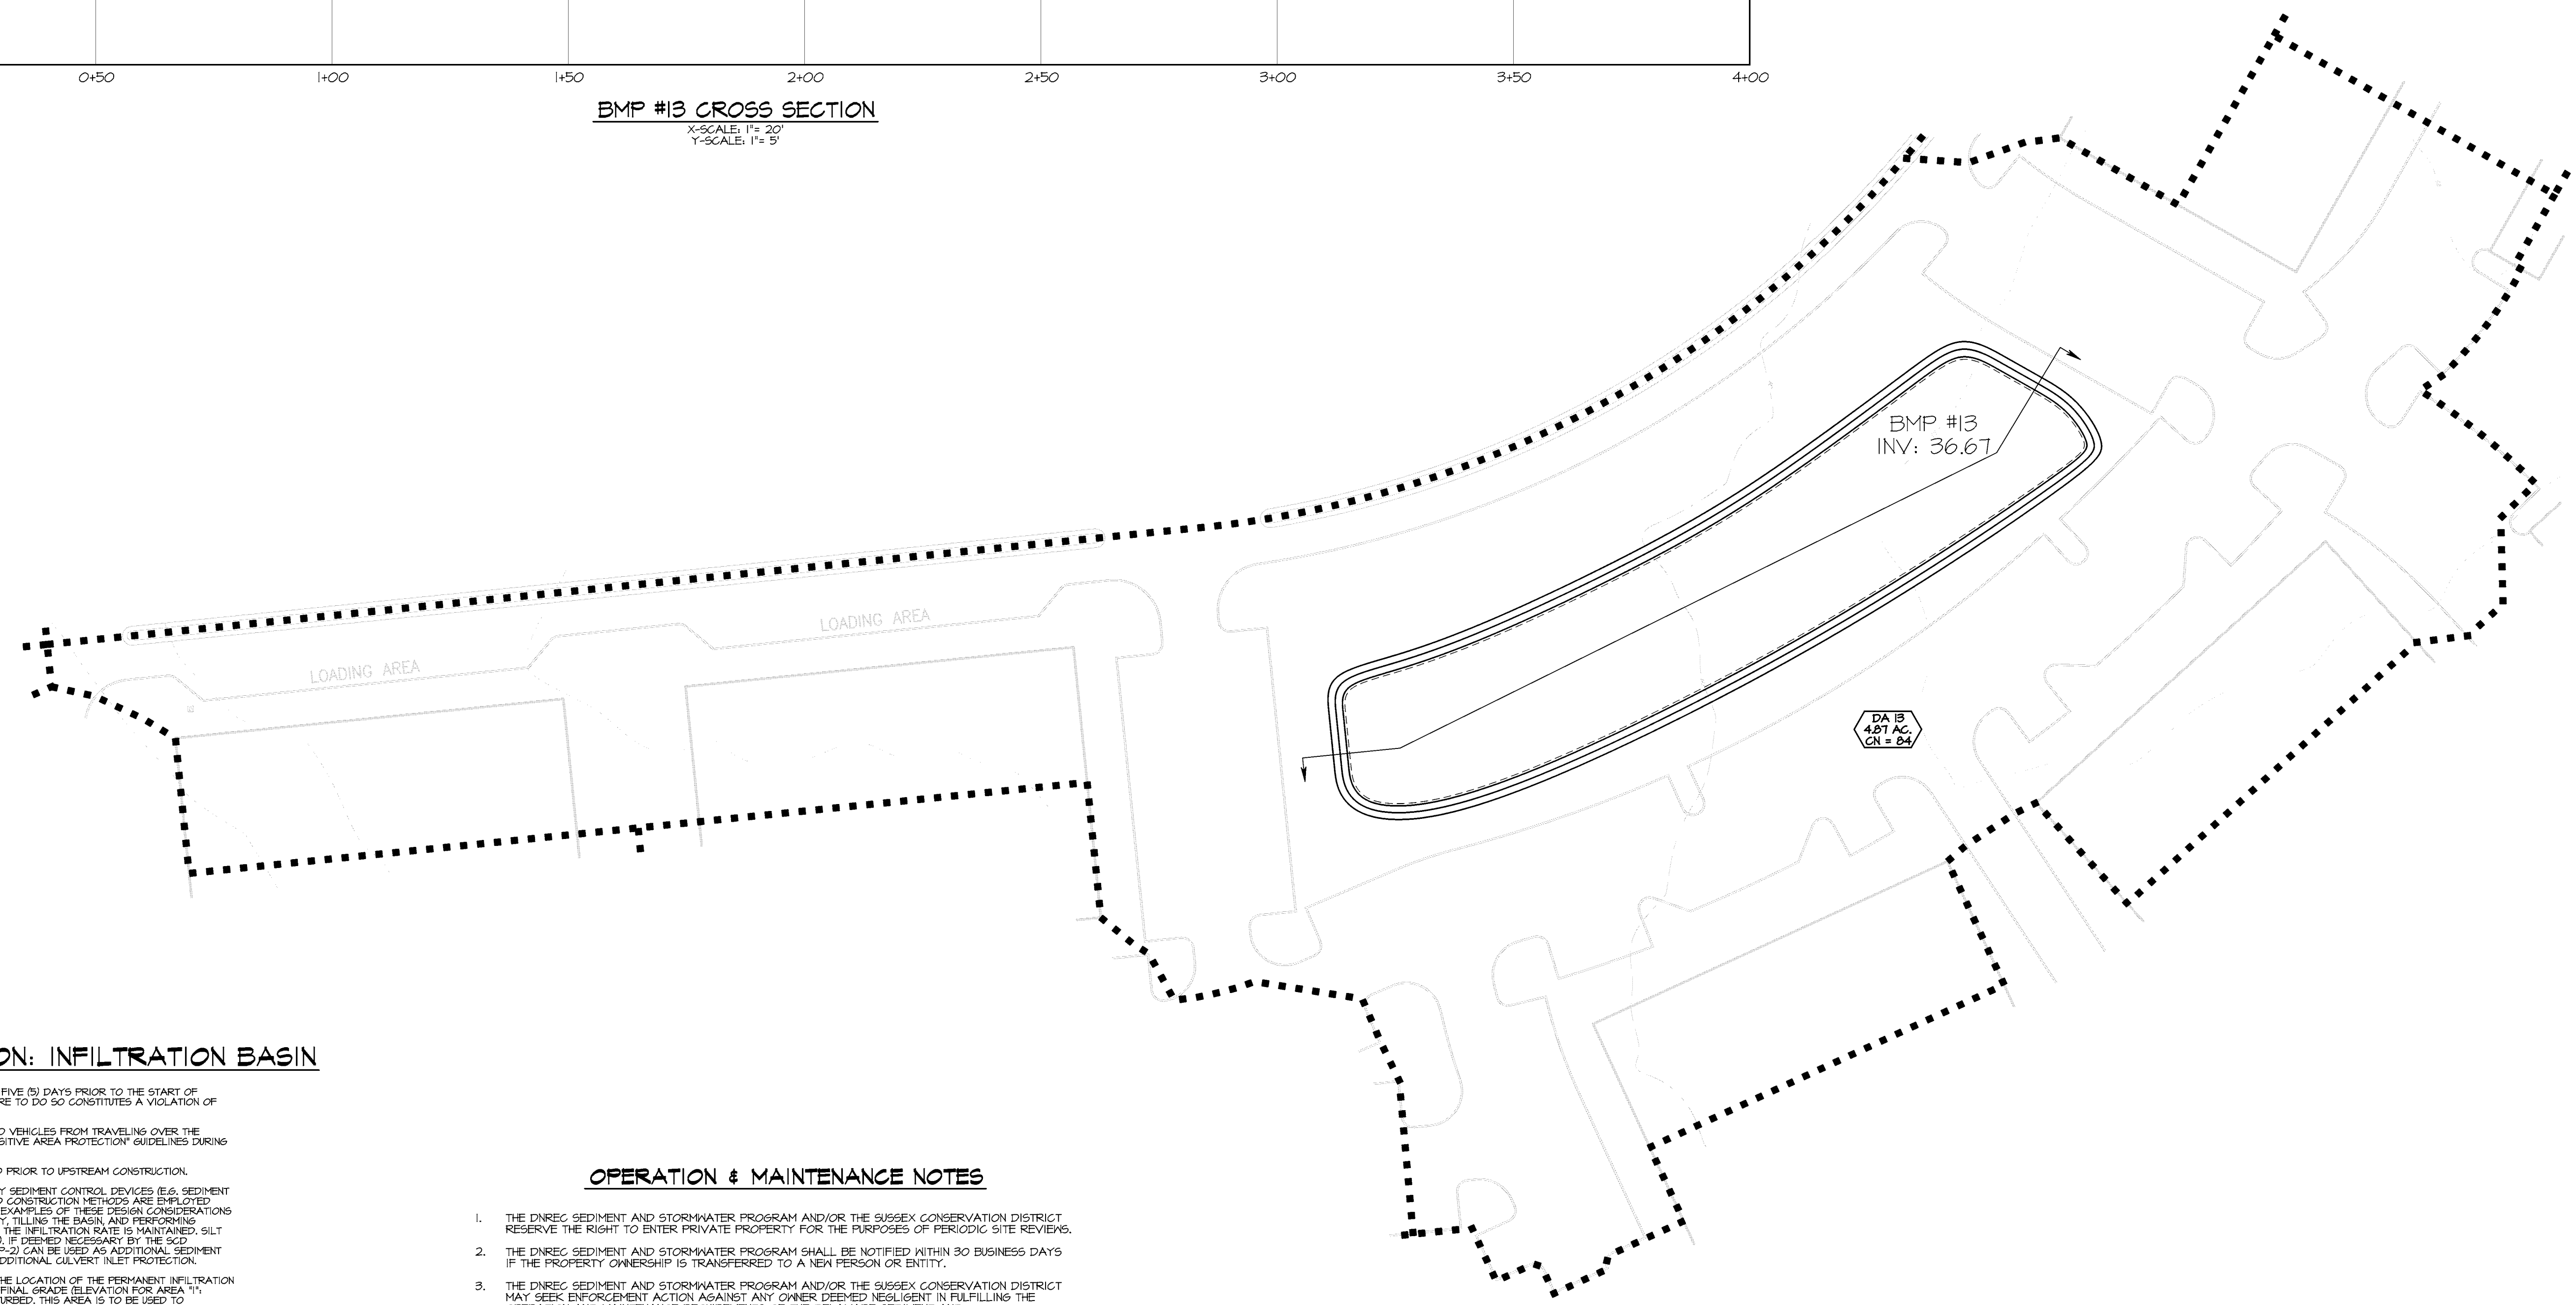 0+50 1+00 1+50 2+00 2+50 3+00 3+50 4+00
BMP #13 CROSS SECTION
X-SCALE: 1"= 20'
Y-SCALE: 1"= 5'
BMP #13
INV: 36.67
LOADING AREA
LOADING AREA
DA 13
4.87 AC.
CN = 84
ON: INFILTRATION BASIN
FIVE (5) DAYS PRIOR TO THE START OF
RE TO DO SO CONSTITUTES A VIOLATION OF
D VEHICLES FROM TRAVELING OVER THE
SITIVE AREA PROTECTION" GUIDELINES DURING
D PRIOR TO UPSTREAM CONSTRUCTION.
Y SEDIMENT CONTROL DEVICES (E.G. SEDIMENT
D CONSTRUCTION METHODS ARE EMPLOYED
EXAMPLES OF THESE DESIGN CONSIDERATIONS
Y, TILLING THE BASIN, AND PERFORMING
THE INFILTRATION RATE IS MAINTAINED. SILT
). IF DEEMED NECESSARY BY THE SCD
P-2) CAN BE USED AS ADDITIONAL SEDIMENT
DDITIONAL CULVERT INLET PROTECTION.
HE LOCATION OF THE PERMANENT INFILTRATION
FINAL GRADE (ELEVATION FOR AREA "1":
URBED. THIS AREA IS TO BE USED TO
OPERATION & MAINTENANCE NOTES
1. THE DNREC SEDIMENT AND STORMWATER PROGRAM AND/OR THE SUSSEX CONSERVATION DISTRICT
RESERVE THE RIGHT TO ENTER PRIVATE PROPERTY FOR THE PURPOSES OF PERIODIC SITE REVIEWS.
2. THE DNREC SEDIMENT AND STORMWATER PROGRAM SHALL BE NOTIFIED WITHIN 30 BUSINESS DAYS
IF THE PROPERTY OWNERSHIP IS TRANSFERRED TO A NEW PERSON OR ENTITY.
3. THE DNREC SEDIMENT AND STORMWATER PROGRAM AND/OR THE SUSSEX CONSERVATION DISTRICT
MAY SEEK ENFORCEMENT ACTION AGAINST ANY OWNER DEEMED NEGLIGENT IN FULFILLING THE